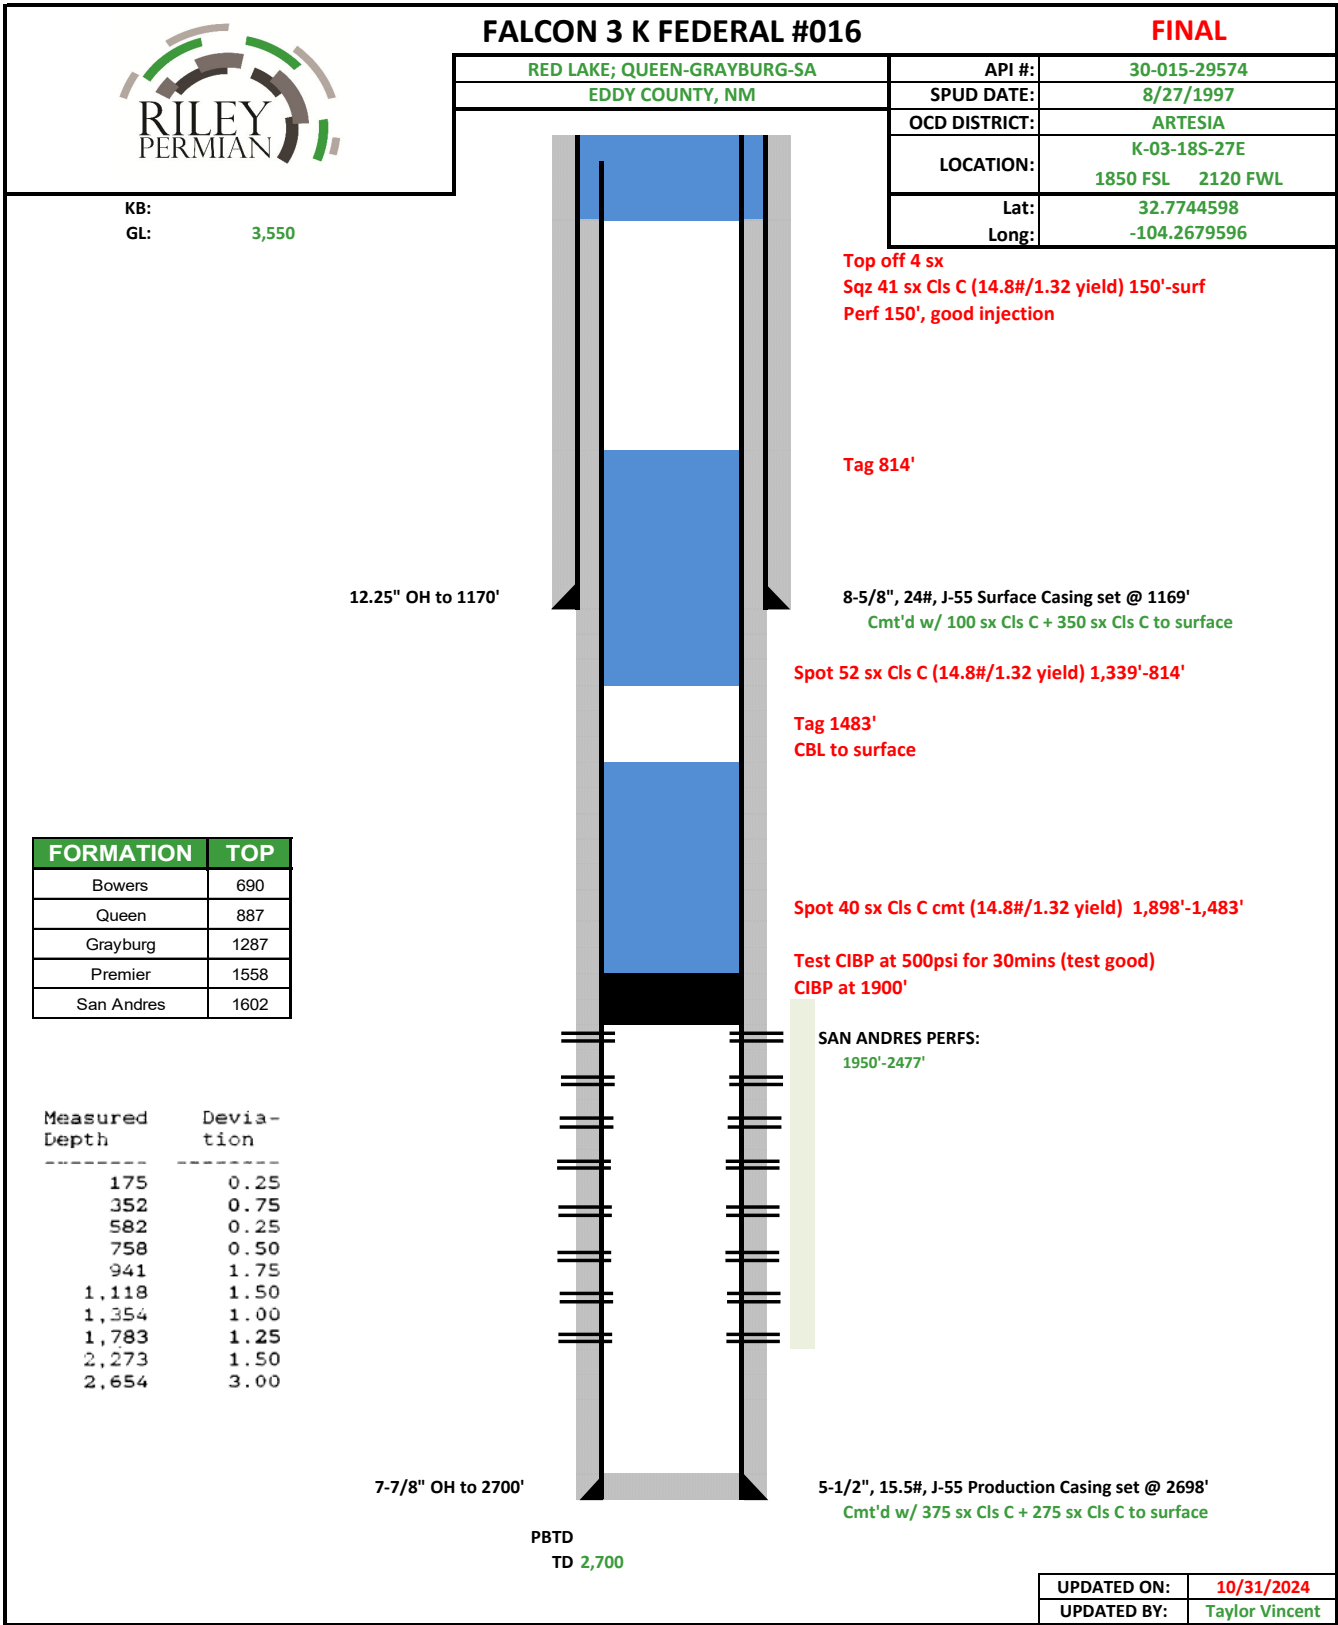 FALCON 3 K FEDERAL #016
FINAL
RILEY
PERMIAN
RED LAKE; QUEEN-GRAYBURG-SA
EDDY COUNTY, NM
API #: 30-015-29574
SPUD DATE: 8/27/1997
OCD DISTRICT: ARTESIA
LOCATION: K-03-18S-27E
1850 FSL 2120 FWL
Lat: 32.7744598
Long: -104.2679596
KB:
GL: 3,550
Top off 4 sx
Sqz 41 sx Cls C (14.8#/1.32 yield) 150'-surf
Perf 150', good injection
Tag 814'
12.25" OH to 1170'
8-5/8", 24#, J-55 Surface Casing set @ 1169'
Cmt'd w/ 100 sx Cls C + 350 sx Cls C to surface
Spot 52 sx Cls C (14.8#/1.32 yield) 1,339'-814'
Tag 1483'
CBL to surface
FORMATION TOP
Bowers 690
Queen 887
Grayburg 1287
Premier 1558
San Andres 1602
Spot 40 sx Cls C cmt (14.8#/1.32 yield) 1,898'-1,483'
Test CIBP at 500psi for 30mins (test good)
CIBP at 1900'
SAN ANDRES PERFS:
1950'-2477'
Measured Devia-
Depth tion
-------- --------
175 0.25
352 0.75
582 0.25
758 0.50
941 1.75
1,118 1.50
1,354 1.00
1,783 1.25
2,273 1.50
2,654 3.00
7-7/8" OH to 2700'
5-1/2", 15.5#, J-55 Production Casing set @ 2698'
Cmt'd w/ 375 sx Cls C + 275 sx Cls C to surface
PBTD
TD 2,700
UPDATED ON: 10/31/2024
UPDATED BY: Taylor Vincent